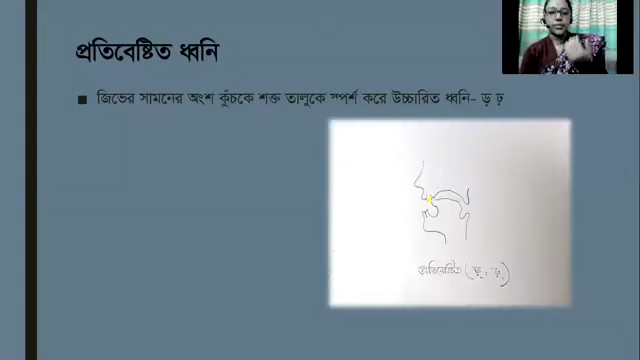 প্রতিবেষ্টিত ধ্বনি
জিভের সামনের অংশ কুঁচকে শক্ত তালুকে স্পর্শ করে উচ্চারিত ধ্বনি- ড় ঢ়
প্রতিবেষ্টিত (ড়, ঢ়)